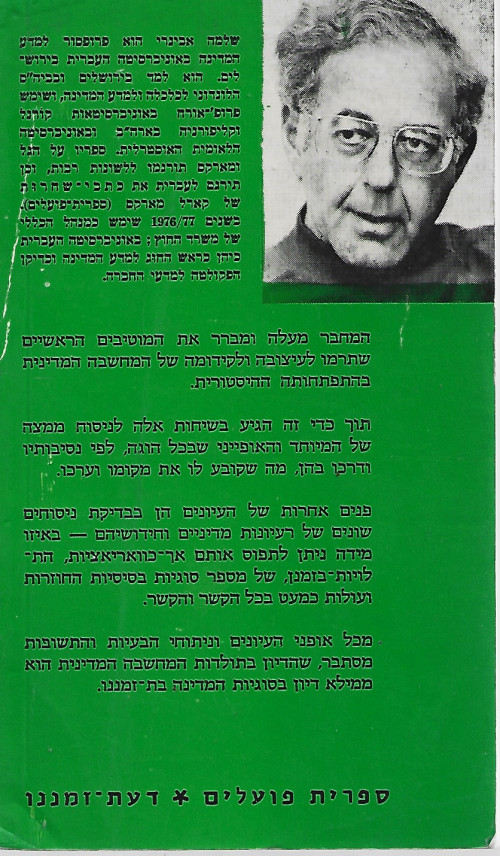 שלמה אבינרי הוא פרופסור למדע
המדינה באוניברסיטה העברית בירוש־
לים. הוא למד בירושלים ובביה״ס
הלונדוני לכלכלה ולמדע המדינה, ושימש
פרופ׳־אורח באוניברסיטאות קורנל
וקליפורניה בארה״ב ובאוניברסיטה
הלאומית האוסטרלית. ספריו על הגל
ומארקס תורגמו ללשונות רבות, וכן
תירגם לעברית את כתבי־שחרות
של קארל מארקס (ספרית־פועלים).
בשנים 1976/77 שימש כמנהל הכללי
של משרד החוץ; באוניברסיטה העברית
כיהן כראש החוג למדע המדינה וכדיקן
הפקולטה למדעי החברה.
המחבר מעלה ומברר את המוטיבים הראשיים
שתרמו לעיצובה ולקידומה של המחשבה המדינית
בהתפתחותה ההיסטורית.
תוך כדי זה הגיע בשיחות אלה לניסוח ממצה
של המיוחד והאופייני שבכל הוגה, לפי נסיבותיו
ודרכו בהן, מה שקובע לו את מקומו וערכו.
פנים אחרות של העיונים הן בבדיקת ניסוחים
שונים של רעיונות מדיניים וחידושיהם — באיזו
מידה ניתן לתפוס אותם אך־כוואריאציות, הת־
לויות־בזמנן, של מספר סוגיות בסיסיות החוזרות
ועולות כמעט בכל הקשר והקשר.
מכל אופני העיונים וניתוחי הבעיות והתשובות
מסתבר, שהדיון בתולדות המחשבה המדינית הוא
ממילא דיון בסוגיות המדינה בת־זמננו.
ספרית פועלים * דעת־זמננו